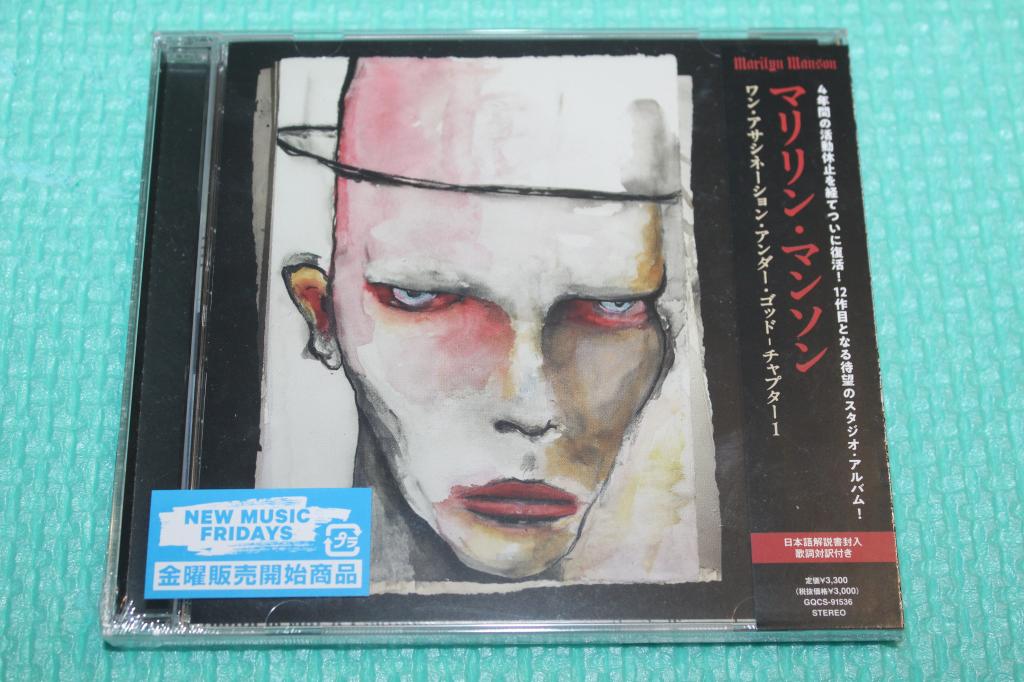 Marilyn Manson
4年間の活動休止を経てついに復活！12作目となる待望のスタジオ・アルバム！
マリリン・マンソン
ワン・アサシネーション・アンダー・ゴッド－チャプター1
日本語解説書封入
歌詞対訳付き
定価¥3,300
(税抜価格¥3,000)
GQCS-91536
STEREO
NEW MUSIC
FRIDAYS
プラ
金曜販売開始商品